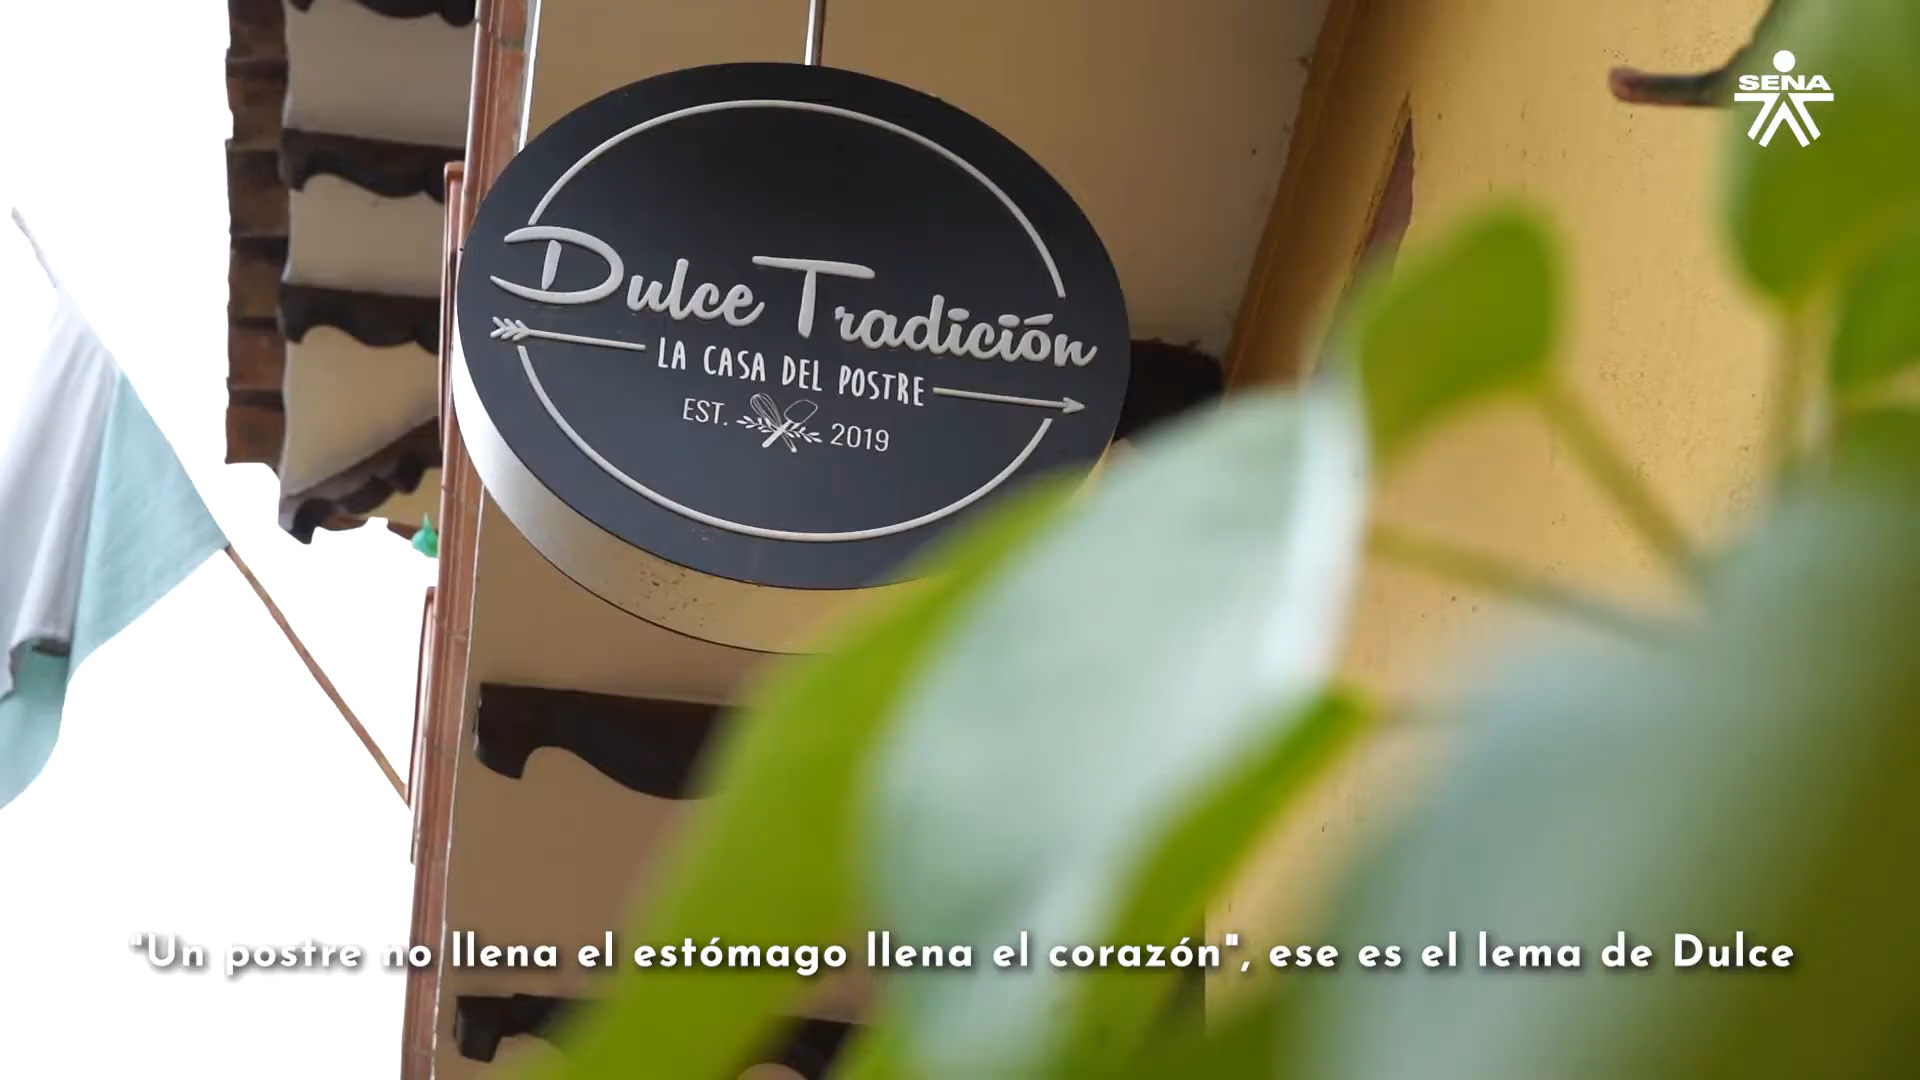 SENA
Dulce Tradición
LA CASA DEL POSTRE
EST. 2019
"Un postre no llena el estómago llena el corazón", ese es el lema de Dulce